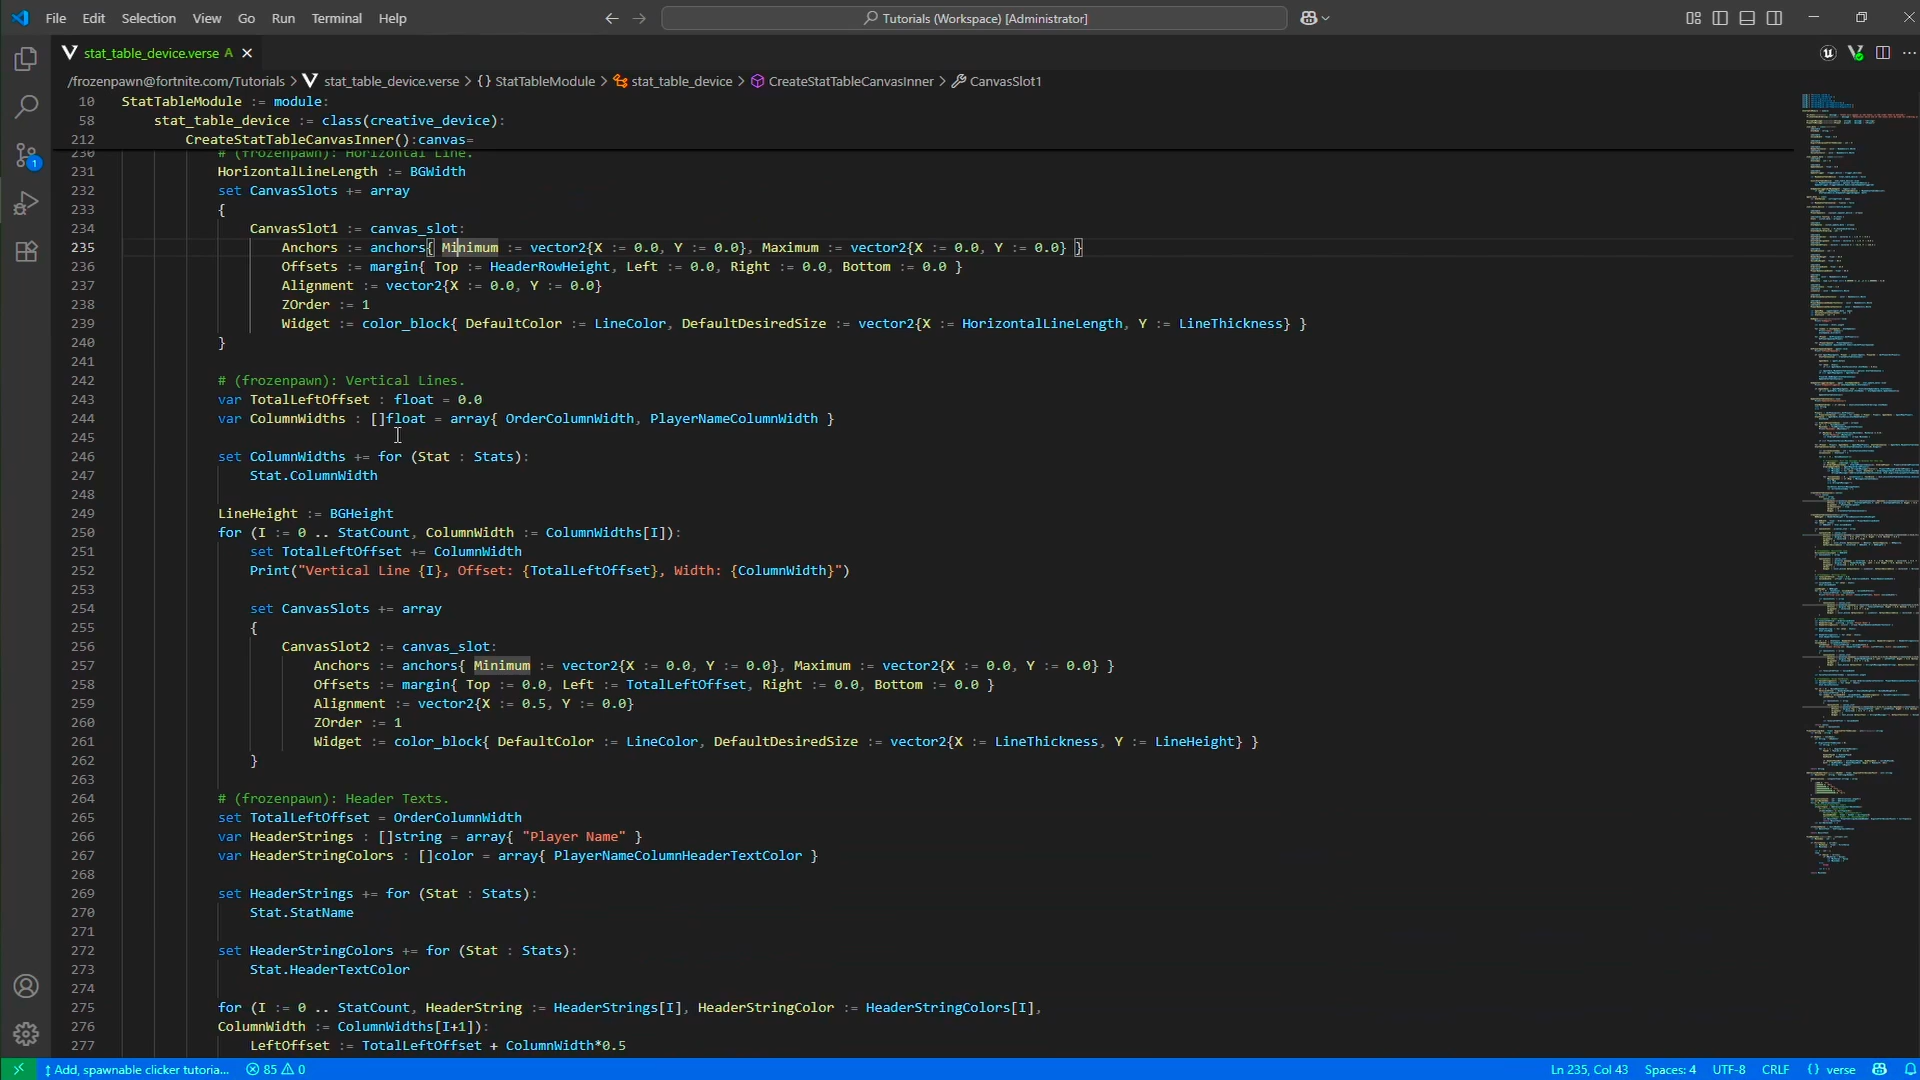 File Edit Selection View Go Run Terminal Help
Tutorials (Workspace) [Administrator]
stat_table_device.verse A
/frozenpawn@fortnite.com/Tutorials > stat_table_device.verse > {} StatTableModule > stat_table_device > CreateStatTableCanvasInner > CanvasSlot1
10 StatTableModule := module:
58 stat_table_device := class(creative_device):
212 CreateStatTableCanvasInner():canvas=
230 # (frozenpawn): Horizontal Line.
231 HorizontalLineLength := BGWidth
232 set CanvasSlots += array
233 {
234 CanvasSlot1 := canvas_slot:
235 Anchors := anchors{ Minimum := vector2{X := 0.0, Y := 0.0}, Maximum := vector2{X := 0.0, Y := 0.0} }
236 Offsets := margin{ Top := HeaderRowHeight, Left := 0.0, Right := 0.0, Bottom := 0.0 }
237 Alignment := vector2{X := 0.0, Y := 0.0}
238 ZOrder := 1
239 Widget := color_block{ DefaultColor := LineColor, DefaultDesiredSize := vector2{X := HorizontalLineLength, Y := LineThickness} }
240 }
241
242 # (frozenpawn): Vertical Lines.
243 var TotalLeftOffset : float = 0.0
244 var ColumnWidths : []float = array{ OrderColumnWidth, PlayerNameColumnWidth }
245
246 set ColumnWidths += for (Stat : Stats):
247 Stat.ColumnWidth
248
249 LineHeight := BGHeight
250 for (I := 0 .. StatCount, ColumnWidth := ColumnWidths[I]):
251 set TotalLeftOffset += ColumnWidth
252 Print("Vertical Line {I}, Offset: {TotalLeftOffset}, Width: {ColumnWidth}")
253
254 set CanvasSlots += array
255 {
256 CanvasSlot2 := canvas_slot:
257 Anchors := anchors{ Minimum := vector2{X := 0.0, Y := 0.0}, Maximum := vector2{X := 0.0, Y := 0.0} }
258 Offsets := margin{ Top := 0.0, Left := TotalLeftOffset, Right := 0.0, Bottom := 0.0 }
259 Alignment := vector2{X := 0.5, Y := 0.0}
260 ZOrder := 1
261 Widget := color_block{ DefaultColor := LineColor, DefaultDesiredSize := vector2{X := LineThickness, Y := LineHeight} }
262 }
263
264 # (frozenpawn): Header Texts.
265 set TotalLeftOffset = OrderColumnWidth
266 var HeaderStrings : []string = array{ "Player Name" }
267 var HeaderStringColors : []color = array{ PlayerNameColumnHeaderTextColor }
268
269 set HeaderStrings += for (Stat : Stats):
270 Stat.StatName
271
272 set HeaderStringColors += for (Stat : Stats):
273 Stat.HeaderTextColor
274
275 for (I := 0 .. StatCount, HeaderString := HeaderStrings[I], HeaderStringColor := HeaderStringColors[I],
276 ColumnWidth := ColumnWidths[I+1]):
277 LeftOffset := TotalLeftOffset + ColumnWidth*0.5
1
Add, spawnable clicker tutoria... 85 0 Ln 235, Col 43 Spaces: 4 UTF-8 CRLF {} verse